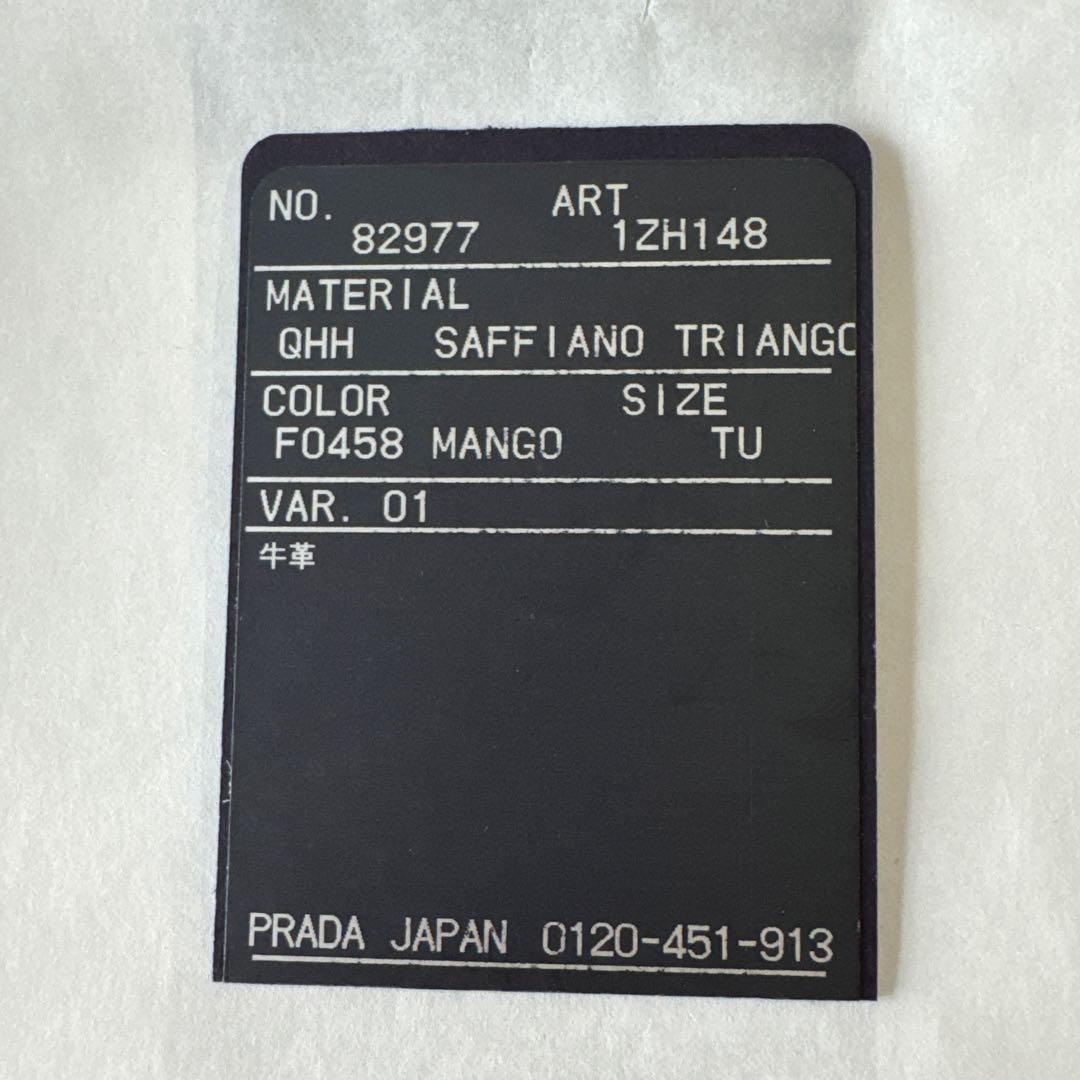 NO. ART
82977 1ZH148
MATERIAL
QHH SAFFIANO TRIANGO
COLOR SIZE
F0458 MANGO TU
VAR. 01
牛革
PRADA JAPAN 0120-451-913